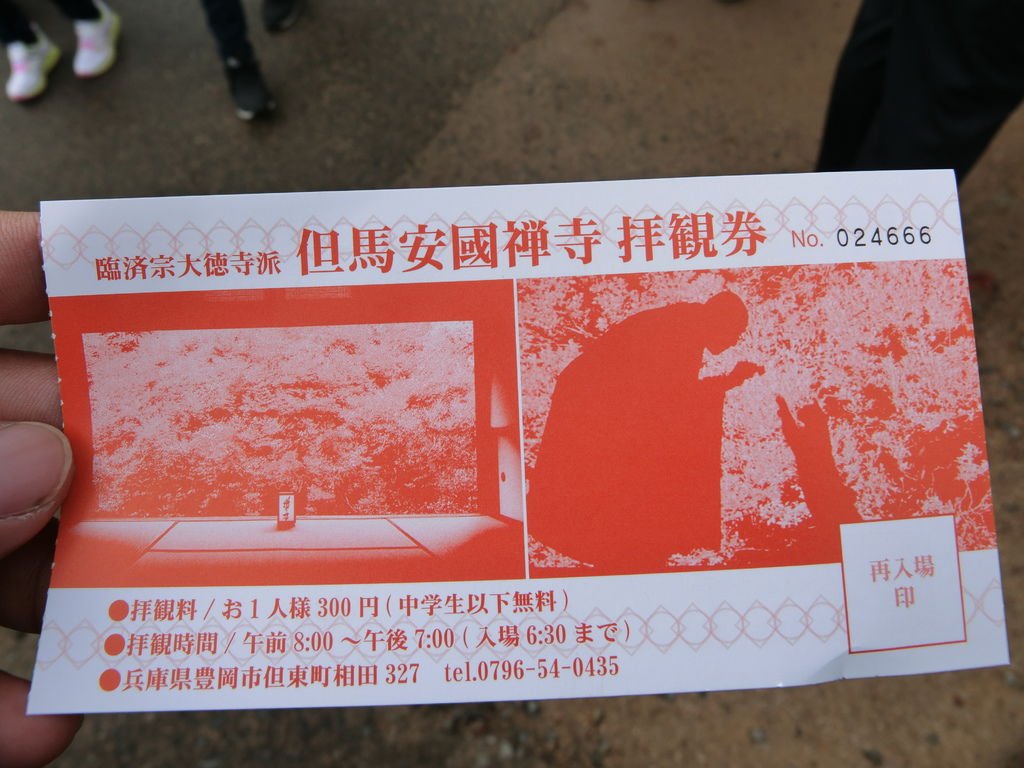 臨済宗大徳寺派 但馬安國禅寺 拝観券 No. 024666
再入場
印
●拝観料 / お1人様 300 円 ( 中学生以下無料 )
●拝観時間 / 午前 8:00 ～午後 7:00 ( 入場 6:30 まで )
●兵庫県豊岡市但東町相田 327 tel.0796-54-0435